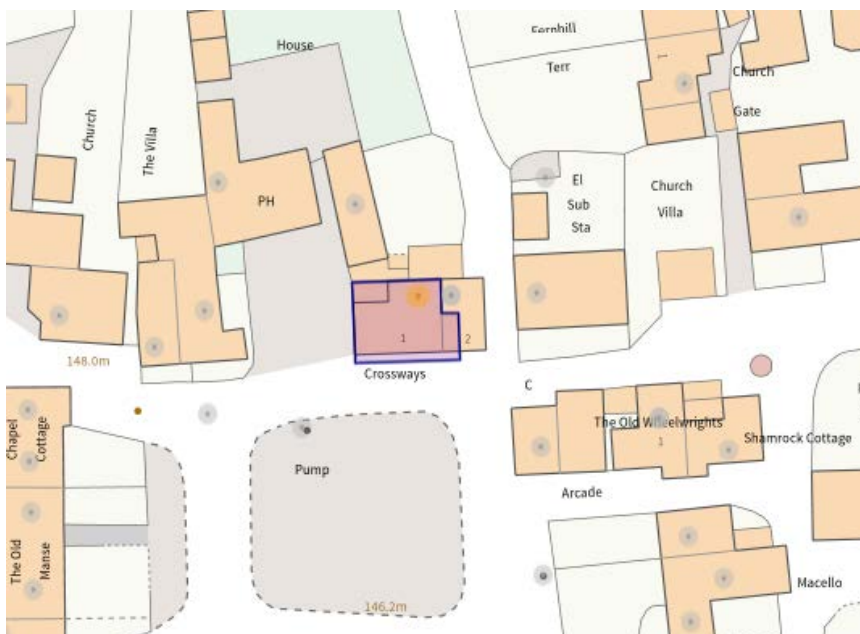 Fernhill
House
Terr
1
Church
Church
Gate
The Villa
El
Church
Sub
Villa
PH
Sta
1
2
148.0m
Crossways
C
Chapel
Cottage
The Old Wheelwrights
Shamrock Cottage
1
Pump
Arcade
The Old
Manse
Macello
146.2m